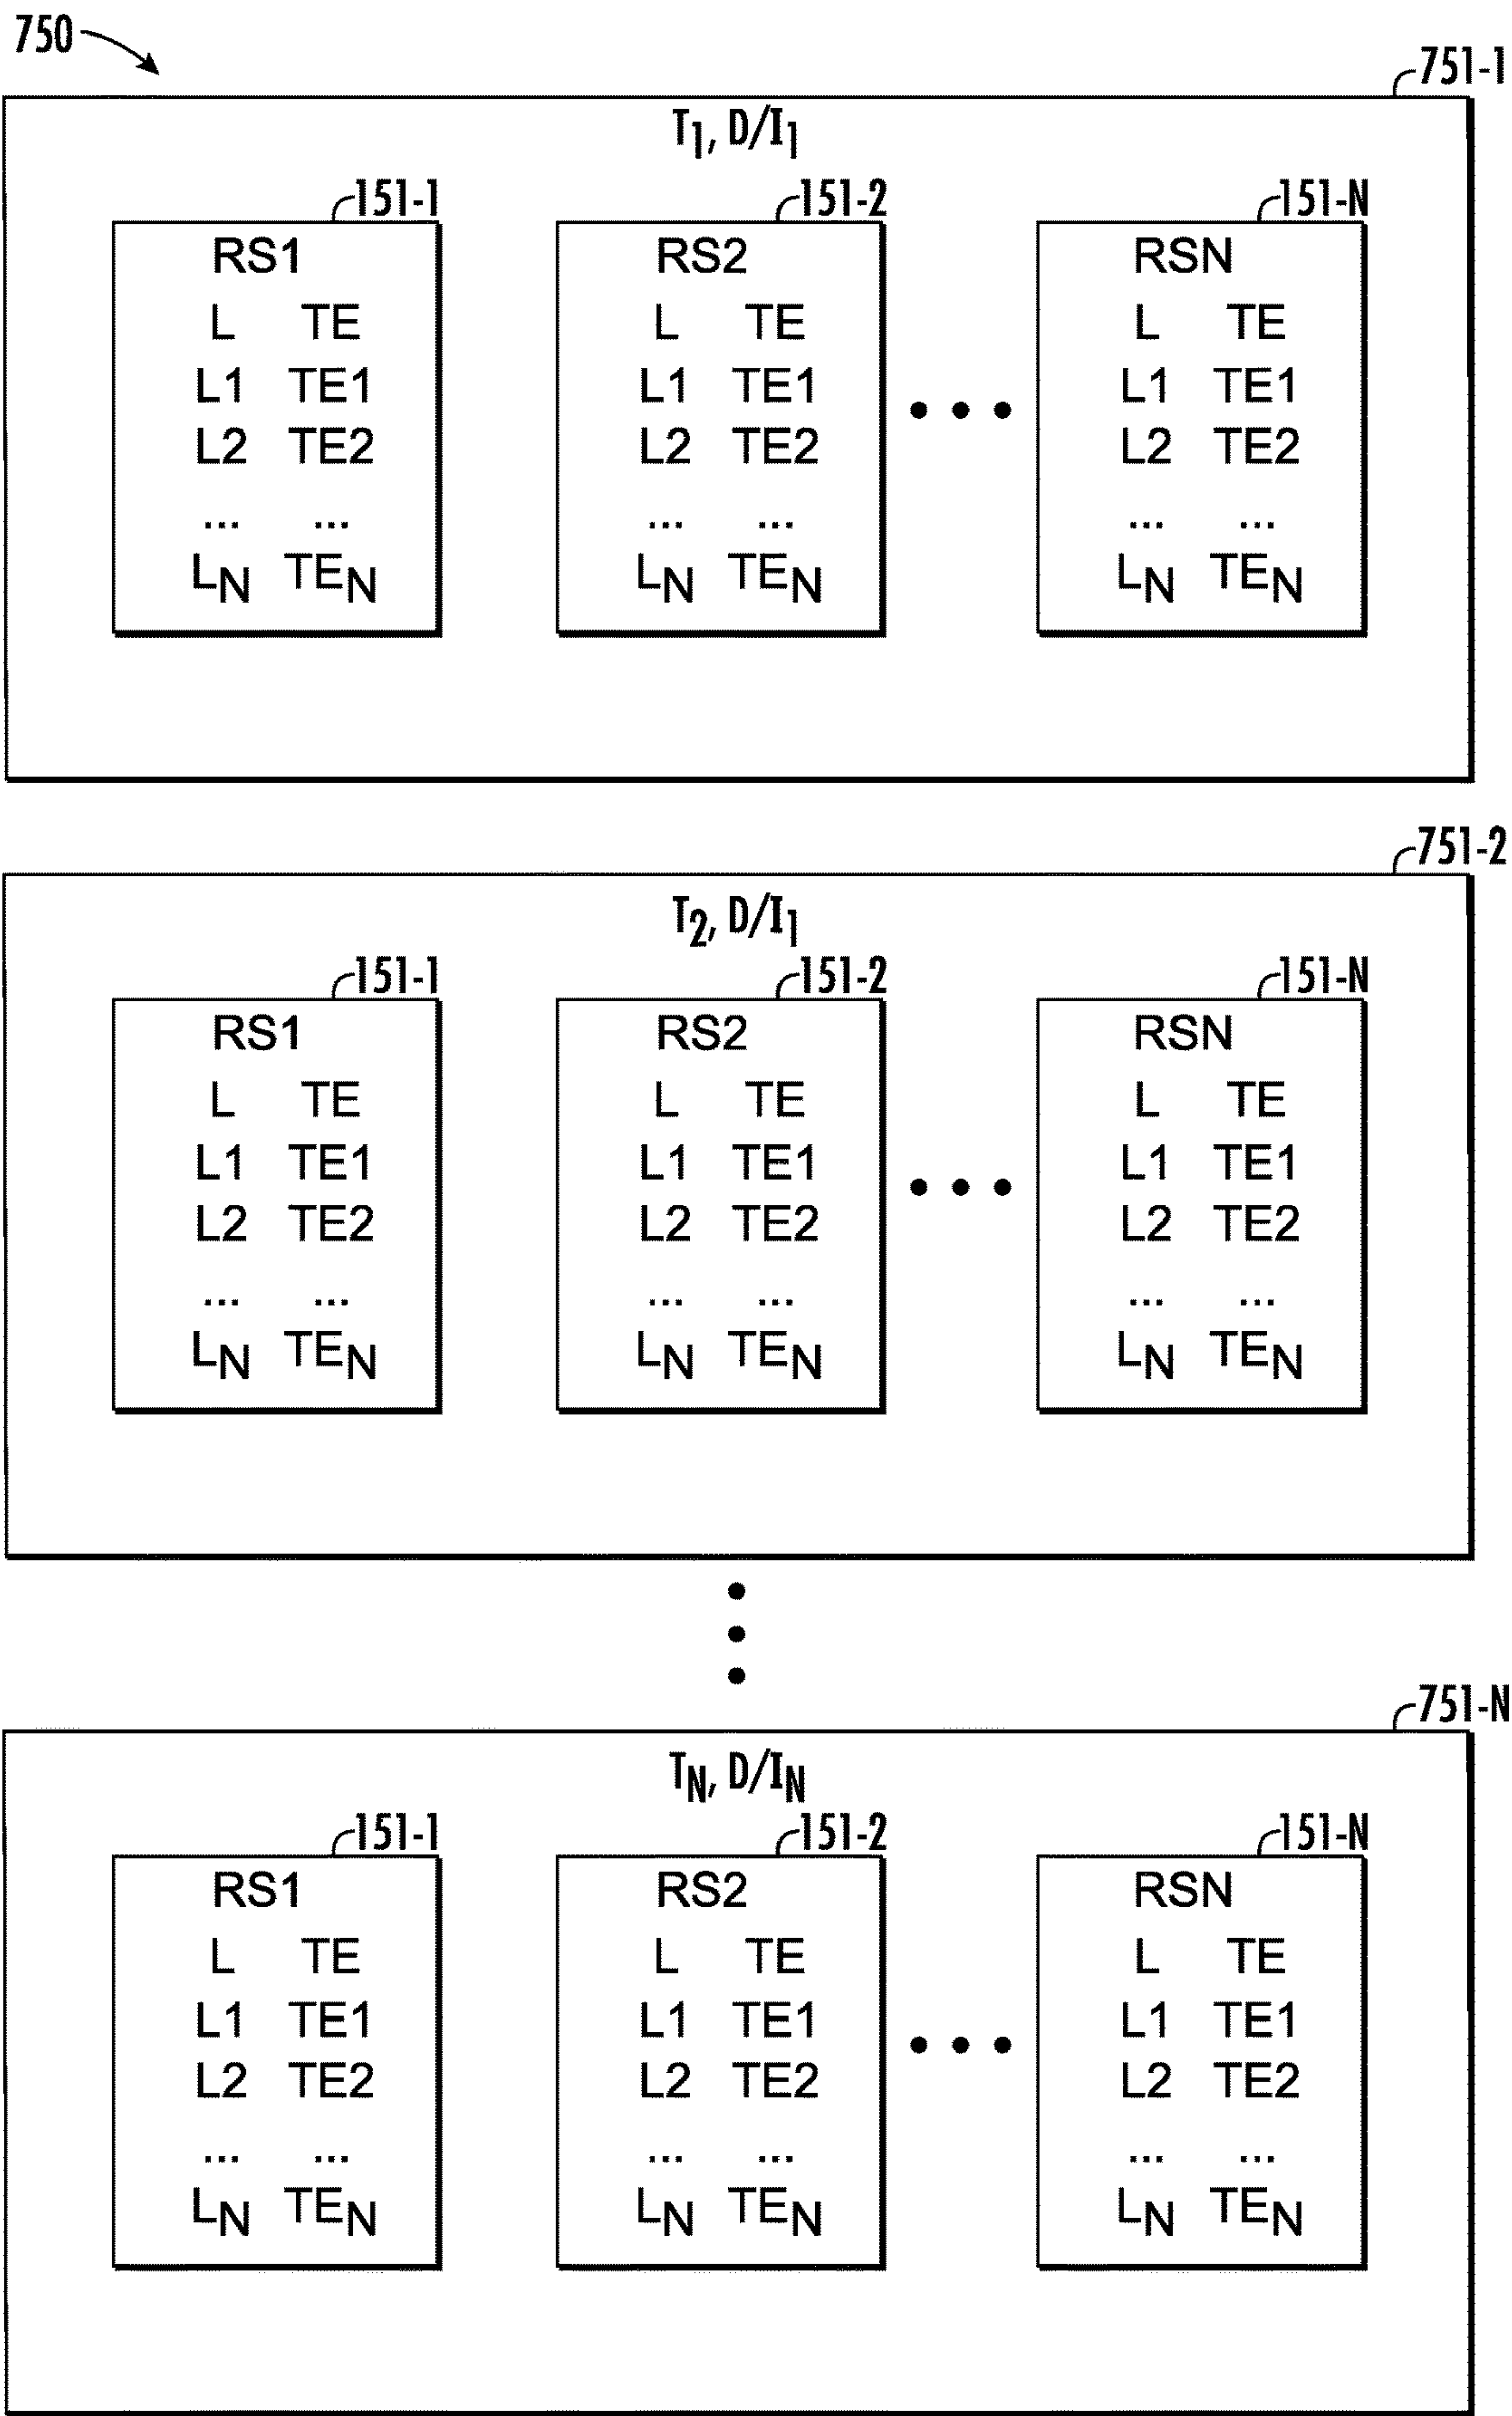 750
751-1
T1, D/I1
151-1 151-2 151-N
RS1 RS2 RSN
L TE L TE L TE
L1 TE1 L1 TE1 L1 TE1
L2 TE2 L2 TE2 • • • L2 TE2
... ... ... ... ... ...
LN TEN LN TEN LN TEN
751-2
T2, D/I1
151-1 151-2 151-N
RS1 RS2 RSN
L TE L TE L TE
L1 TE1 L1 TE1 L1 TE1
L2 TE2 L2 TE2 • • • L2 TE2
... ... ... ... ... ...
LN TEN LN TEN LN TEN
751-N
TN, D/IN
151-1 151-2 151-N
RS1 RS2 RSN
L TE L TE L TE
L1 TE1 L1 TE1 L1 TE1
L2 TE2 L2 TE2 • • • L2 TE2
... ... ... ... ... ...
LN TEN LN TEN LN TEN